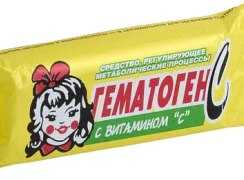 СРЕДСТВО, РЕГУЛИРУЮЩЕЕ
МЕТАБОЛИЧЕСКИЕ ПРОЦЕССЫ
ГЕМАТОГЕН С
С ВИТАМИНОМ "С"